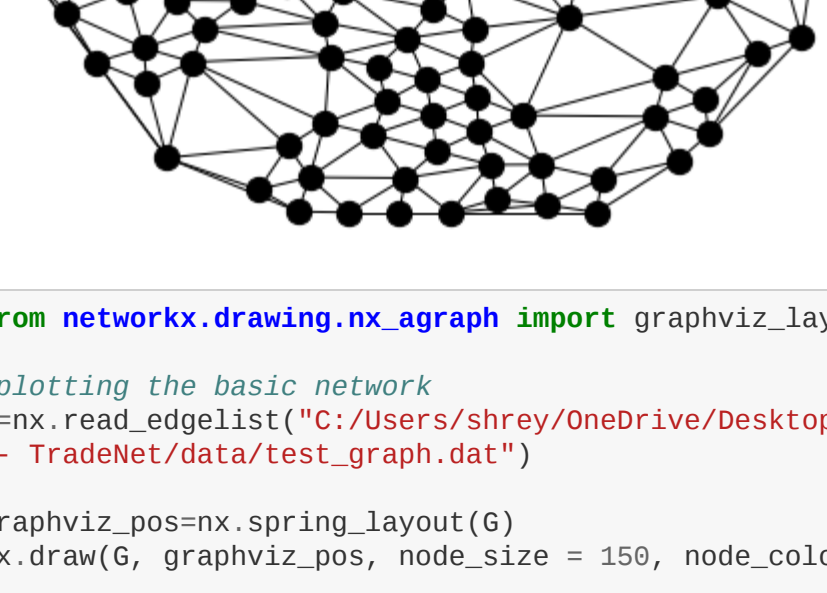 rom networkx.drawing.nx_agraph import graphviz_lay
plotting the basic network
=nx.read_edgelist("C:/Users/shrey/OneDrive/Desktop
- TradeNet/data/test_graph.dat")
raphviz_pos=nx.spring_layout(G)
x.draw(G, graphviz_pos, node_size = 150, node_colo